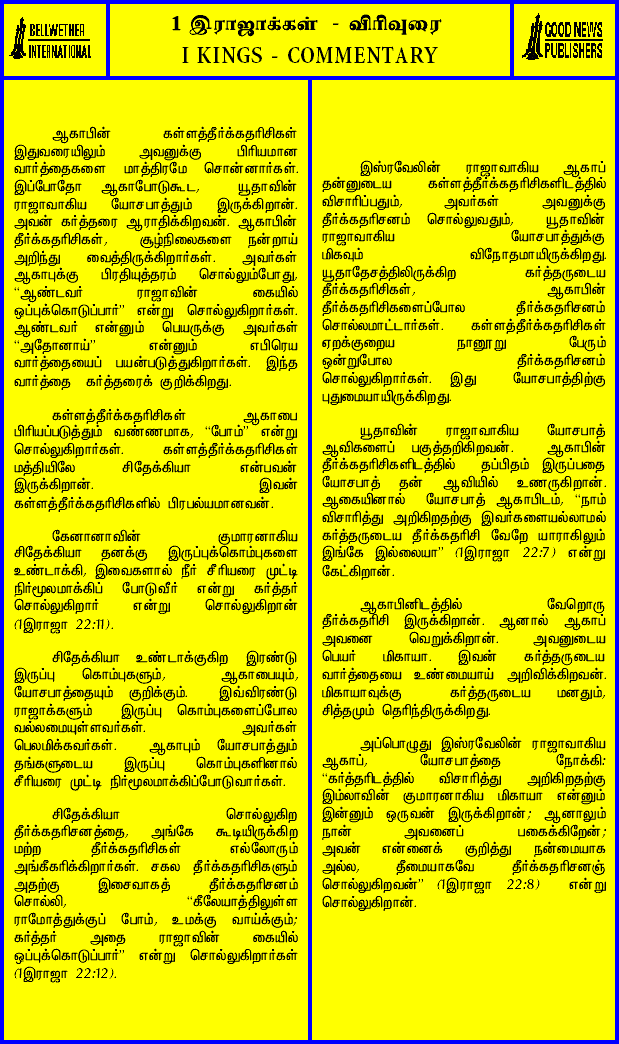 BELLWETHER
INTERNATIONAL
1 இராஜாக்கள் - விரிவுரை
I KINGS - COMMENTARY
GOOD NEWS
PUBLISHERS
ஆகாபின் கள்ளத்தீர்க்கதரிசிகள்
இதுவரையிலும் அவனுக்கு பிரியமான
வார்த்தைகளை மாத்திரமே சொன்னார்கள்.
இப்போதோ ஆகாபோடுகூட, யூதாவின்
ராஜாவாகிய யோசபாத்தும் இருக்கிறான்.
அவன் கர்த்தரை ஆராதிக்கிறவன். ஆகாபின்
தீர்க்கதரிசிகள், சூழ்நிலைகளை நன்றாய்
அறிந்து வைத்திருக்கிறார்கள். அவர்கள்
ஆகாபுக்கு பிரதியுத்தரம் சொல்லும்போது,
“ஆண்டவர் ராஜாவின் கையில்
ஒப்புக்கொடுப்பார்” என்று சொல்லுகிறார்கள்.
ஆண்டவர் என்னும் பெயருக்கு அவர்கள்
“அதோனாய்” என்னும் எபிரெய
வார்த்தையைப் பயன்படுத்துகிறார்கள். இந்த
வார்த்தை கர்த்தரைக் குறிக்கிறது.
கள்ளத்தீர்க்கதரிசிகள் ஆகாபை
பிரியப்படுத்தும் வண்ணமாக, “போம்” என்று
சொல்லுகிறார்கள். கள்ளத்தீர்க்கதரிசிகள்
மத்தியிலே சிதேக்கியா என்பவன்
இருக்கிறான். இவன்
கள்ளத்தீர்க்கதரிசிகளில் பிரபல்யமானவன்.
கேனானாவின் குமாரனாகிய
சிதேக்கியா தனக்கு இருப்புக்கொம்புகளை
உண்டாக்கி, இவைகளால் நீர் சீரியரை முட்டி
நிர்மூலமாக்கிப் போடுவீர் என்று கர்த்தர்
சொல்லுகிறார் என்று சொல்லுகிறான்
(1இராஜா 22:11).
சிதேக்கியா உண்டாக்குகிற இரண்டு
இருப்பு கொம்புகளும், ஆகாபையும்,
யோசபாத்தையும் குறிக்கும். இவ்விரண்டு
ராஜாக்களும் இருப்பு கொம்புகளைப்போல
வல்லமையுள்ளவர்கள். அவர்கள்
பெலமிக்கவர்கள். ஆகாபும் யோசபாத்தும்
தங்களுடைய இருப்பு கொம்புகளினால்
சீரியரை முட்டி நிர்மூலமாக்கிப்போடுவார்கள்.
சிதேக்கியா சொல்லுகிற
தீர்க்கதரிசனத்தை, அங்கே கூடியிருக்கிற
மற்ற தீர்க்கதரிசிகள் எல்லோரும்
அங்கீகரிக்கிறார்கள். சகல தீர்க்கதரிசிகளும்
அதற்கு இசைவாகத் தீர்க்கதரிசனம்
சொல்லி, “கீலேயாத்திலுள்ள
ராமோத்துக்குப் போம், உமக்கு வாய்க்கும்;
கர்த்தர் அதை ராஜாவின் கையில்
ஒப்புக்கொடுப்பார்” என்று சொல்லுகிறார்கள்
(1இராஜா 22:12).
இஸ்ரவேலின் ராஜாவாகிய ஆகாப்
தன்னுடைய கள்ளத்தீர்க்கதரிசிகளிடத்தில்
விசாரிப்பதும், அவர்கள் அவனுக்கு
தீர்க்கதரிசனம் சொல்லுவதும், யூதாவின்
ராஜாவாகிய யோசபாத்துக்கு
மிகவும் விநோதமாயிருக்கிறது.
யூதாதேசத்திலிருக்கிற கர்த்தருடைய
தீர்க்கதரிசிகள், ஆகாபின்
தீர்க்கதரிசிகளைப்போல தீர்க்கதரிசனம்
சொல்லமாட்டார்கள். கள்ளத்தீர்க்கதரிசிகள்
ஏறக்குறைய நானூறு பேரும்
ஒன்றுபோல தீர்க்கதரிசனம்
சொல்லுகிறார்கள். இது யோசபாத்திற்கு
புதுமையாயிருக்கிறது.
யூதாவின் ராஜாவாகிய யோசபாத்
ஆவிகளைப் பகுத்தறிகிறவன். ஆகாபின்
தீர்க்கதரிசிகளிடத்தில் தப்பிதம் இருப்பதை
யோசபாத் தன் ஆவியில் உணருகிறான்.
ஆகையினால் யோசபாத் ஆகாபிடம், “நாம்
விசாரித்து அறிகிறதற்கு இவர்களையல்லாமல்
கர்த்தருடைய தீர்க்கதரிசி வேறே யாராகிலும்
இங்கே இல்லையா” (1இராஜா 22:7) என்று
கேட்கிறான்.
ஆகாபினிடத்தில் வேறொரு
தீர்க்கதரிசி இருக்கிறான். ஆனால் ஆகாப்
அவனை வெறுக்கிறான். அவனுடைய
பெயர் மிகாயா. இவன் கர்த்தருடைய
வார்த்தையை உண்மையாய் அறிவிக்கிறவன்.
மிகாயாவுக்கு கர்த்தருடைய மனதும்,
சித்தமும் தெரிந்திருக்கிறது.
அப்பொழுது இஸ்ரவேலின் ராஜாவாகிய
ஆகாப், யோசபாத்தை நோக்கி:
“கர்த்தரிடத்தில் விசாரித்து அறிகிறதற்கு
இம்லாவின் குமாரனாகிய மிகாயா என்னும்
இன்னும் ஒருவன் இருக்கிறான்; ஆனாலும்
நான் அவனைப் பகைக்கிறேன்;
அவன் என்னைக் குறித்து நன்மையாக
அல்ல, தீமையாகவே தீர்க்கதரிசனஞ்
சொல்லுகிறவன்” (1இராஜா 22:8) என்று
சொல்லுகிறான்.